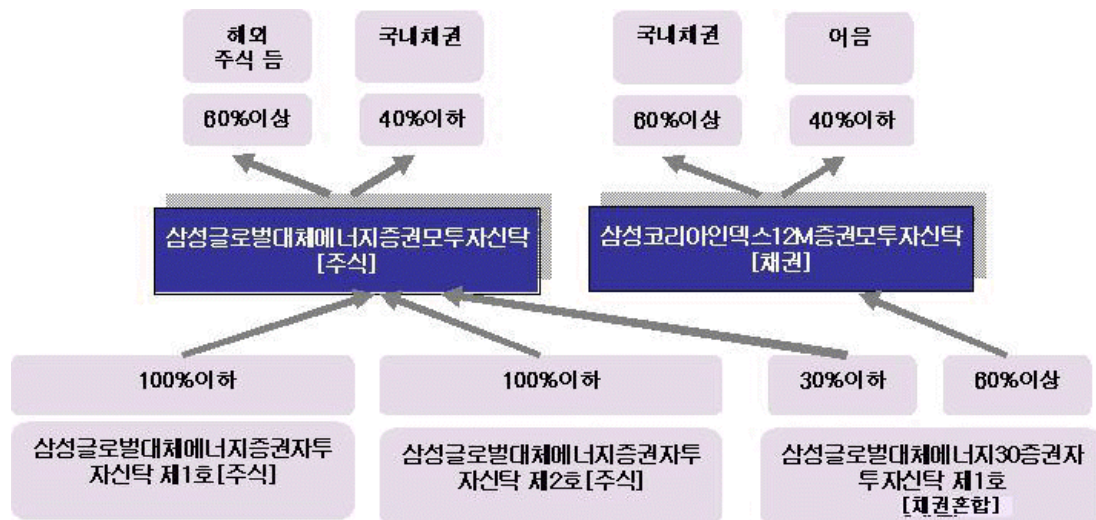 해외
주식 등
국내채권
국내채권
어음
60%이상
40%이하
60%이상
40%이하
삼성글로벌대체에너지증권모투자신탁
[주식]
삼성코리아인덱스12M증권모투자신탁
[채권]
100%이하
100%이하
30%이하
60%이상
삼성글로벌대체에너지증권자투
자신탁 제1호[주식]
삼성글로벌대체에너지증권자투
자신탁 제2호[주식]
삼성글로벌대체에너지30증권자
투자신탁 제1호
[채권혼합]